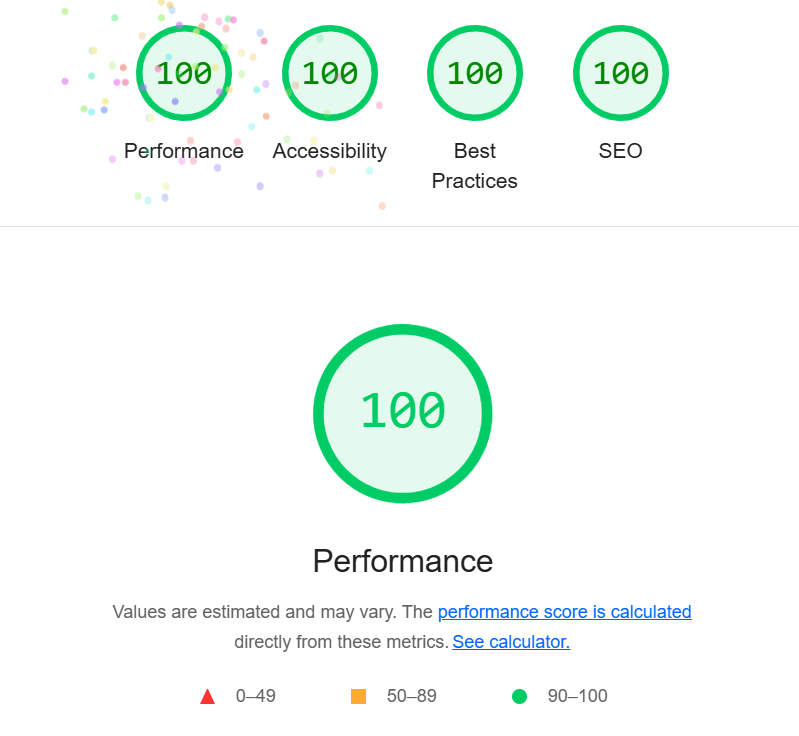 100 100 100 100
Performance Accessibility Best Practices SEO
100
Performance
Values are estimated and may vary. The performance score is calculated
directly from these metrics. See calculator.
0–49 50–89 90–100